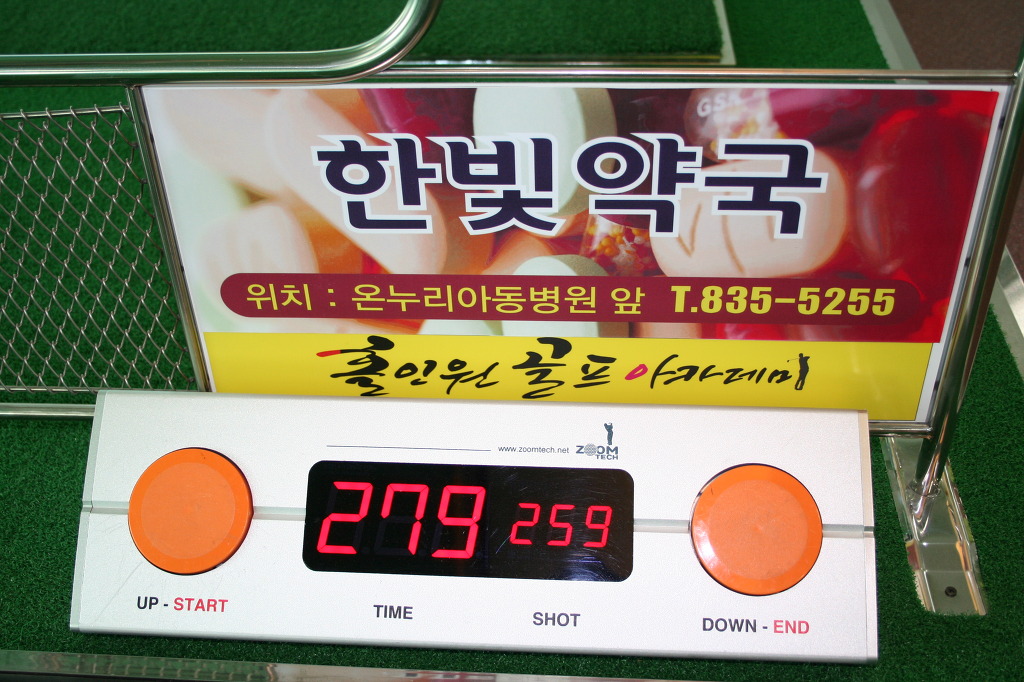 GSK
한빛약국
위치 : 온누리아동병원 앞 T.835-5255
홀인원 골프 아카데미
www.zoomtech.net ZOOM TECH
279 259
UP - START TIME SHOT DOWN - END